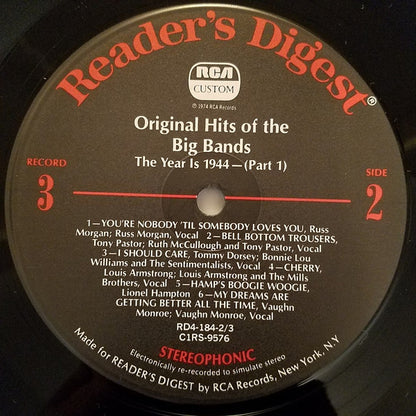 Reader's Digest®
RCA
CUSTOM
℗ 1974 RCA Records
Original Hits of the
Big Bands
The Year Is 1944—(Part 1)
RECORD
3
SIDE
2
1—YOU'RE NOBODY 'TIL SOMEBODY LOVES YOU, Russ
Morgan; Russ Morgan, Vocal 2—BELL BOTTOM TROUSERS,
Tony Pastor; Ruth McCullough and Tony Pastor, Vocal
3—I SHOULD CARE, Tommy Dorsey; Bonnie Lou
Williams and The Sentimentalists, Vocal 4—CHERRY,
Louis Armstrong; Louis Armstrong and The Mills
Brothers, Vocal 5—HAMP'S BOOGIE WOOGIE,
Lionel Hampton 6—MY DREAMS ARE
GETTING BETTER ALL THE TIME, Vaughn
Monroe; Vaughn Monroe, Vocal
RD4-184-2/3
C1RS-9576
STEREOPHONIC
Electronically re-recorded to simulate stereo
Made for READER'S DIGEST by RCA Records, New York, N.Y